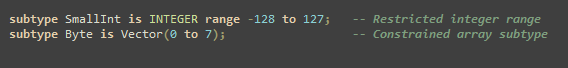 subtype SmallInt is INTEGER range -128 to 127;   -- Restricted integer range
subtype Byte is Vector(0 to 7);                  -- Constrained array subtype